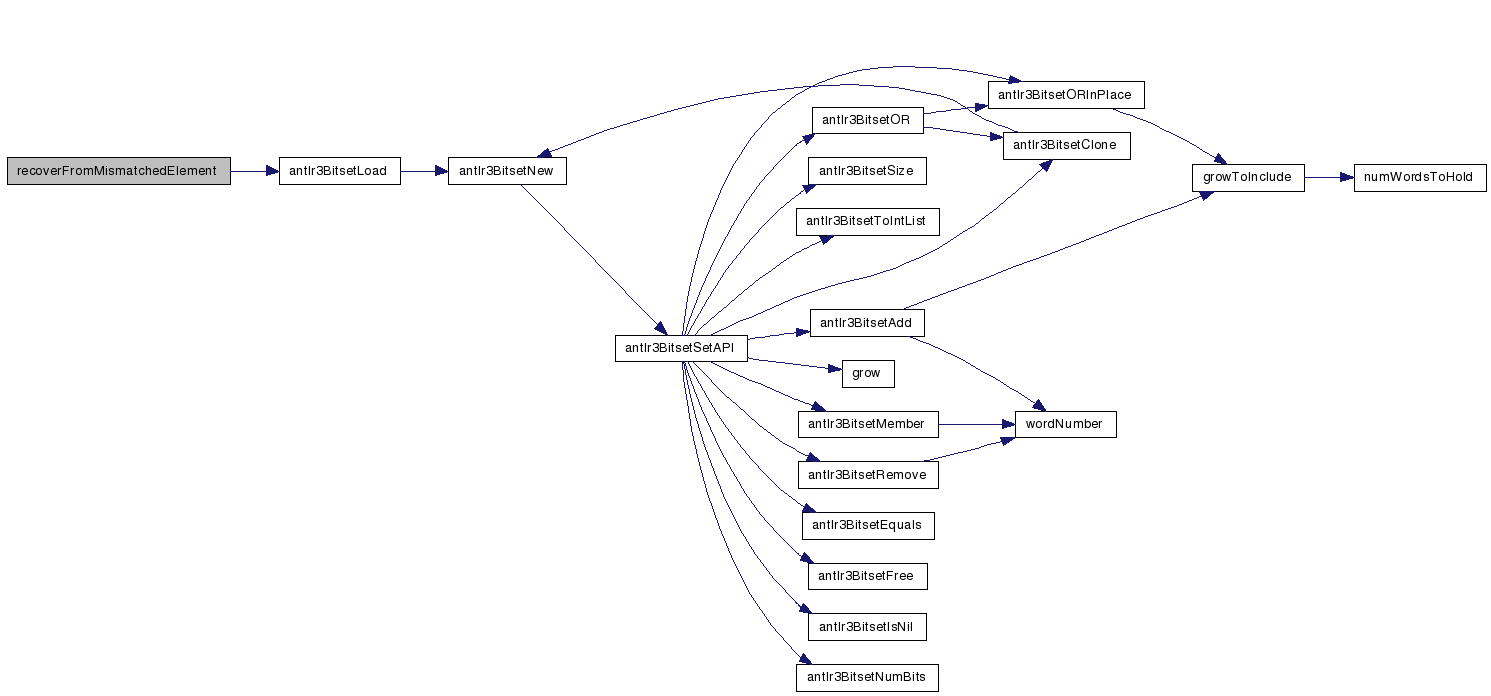 antlr3BitsetORInPlace
antlr3BitsetOR
antlr3BitsetClone
recoverFromMismatchedElement
antlr3BitsetLoad
antlr3BitsetNew
antlr3BitsetSize
growToInclude
numWordsToHold
antlr3BitsetToIntList
antlr3BitsetAdd
antlr3BitsetSetAPI
grow
antlr3BitsetMember
wordNumber
antlr3BitsetRemove
antlr3BitsetEquals
antlr3BitsetFree
antlr3BitsetIsNil
antlr3BitsetNumBits